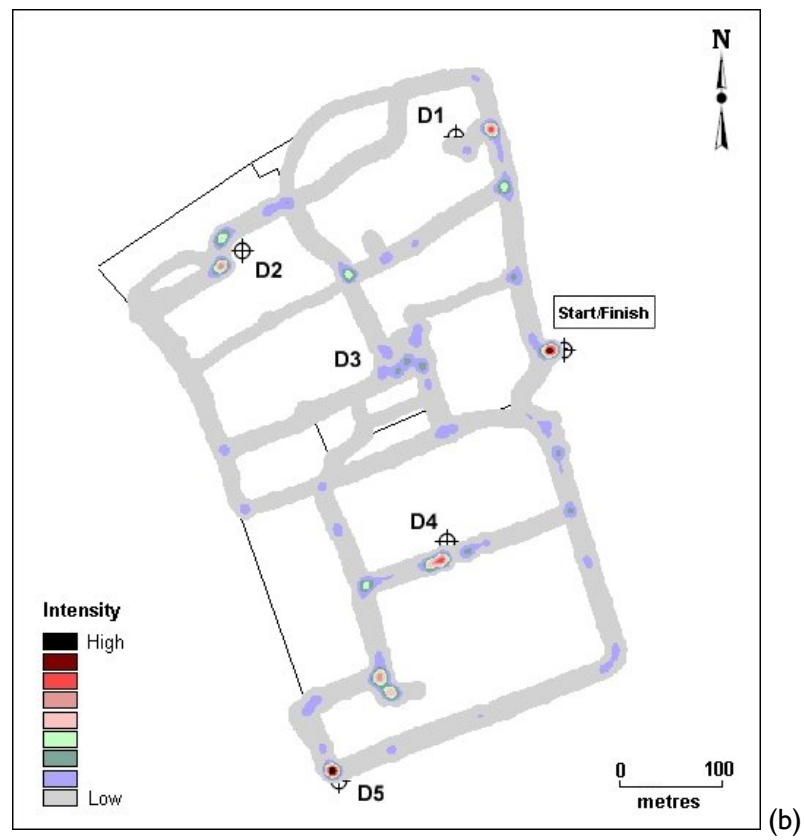 N
D1
D2
Start/Finish
D3
D4
Intensity
High
Low
0 100
metres
D5
(b)